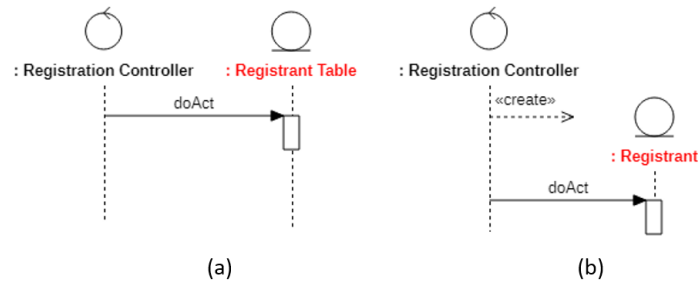 : Registration Controller : Registrant Table
doAct
(a)
: Registration Controller
«create»
: Registrant
doAct
(b)